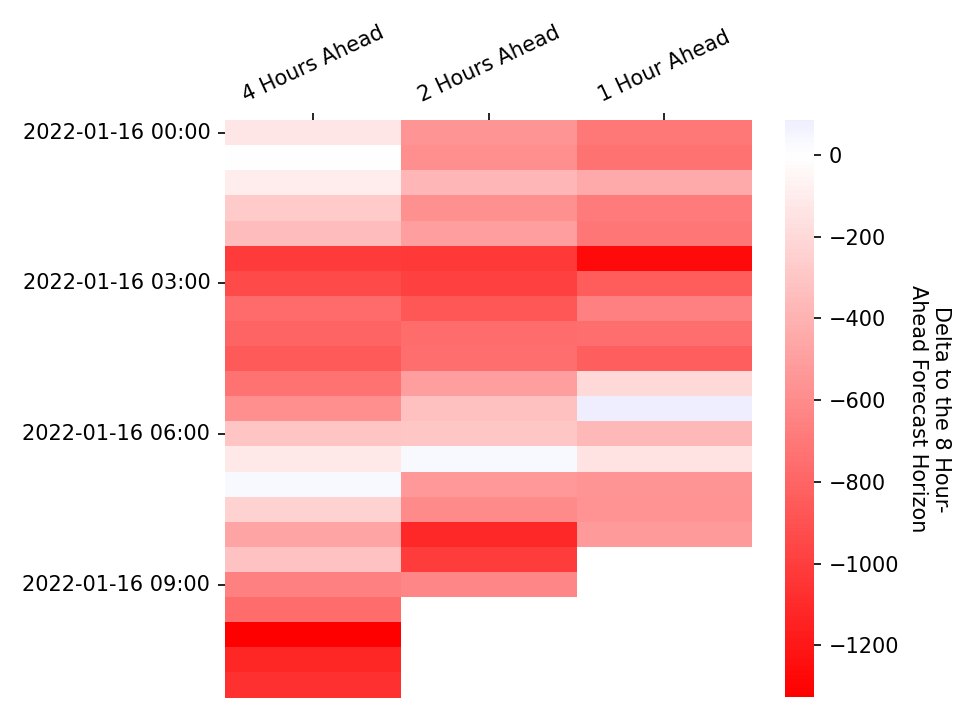 4 Hours Ahead
2 Hours Ahead
1 Hour Ahead
2022-01-16 00:00
2022-01-16 03:00
2022-01-16 06:00
2022-01-16 09:00
0
−200
−400
−600
−800
−1000
−1200
Delta to the 8 Hour-
Ahead Forecast Horizon